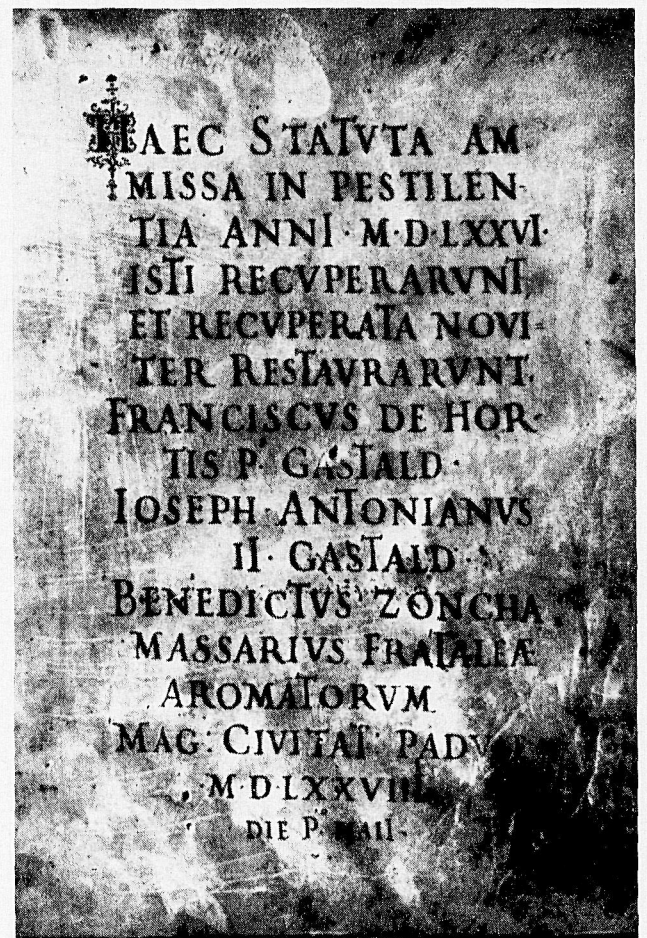 HAEC STATVTA AM
MISSA IN PESTILEN-
TIA ANNI · M·D·LXXVI·
ISTI RECVPERARVNT,
ET RECVPERATA NOVI-
TER RESTAVRARVNT.
FRANCISCVS DE HOR-
TIS P· GASTALD·
IOSEPH·ANTONIANVS
II· GASTALD·
BENEDICTVS ZONCHA
MASSARIVS FRATALEÆ
AROMATORVM
MAG: CIVITAT·
M·D·LXXVIII
DIE P· MAII·